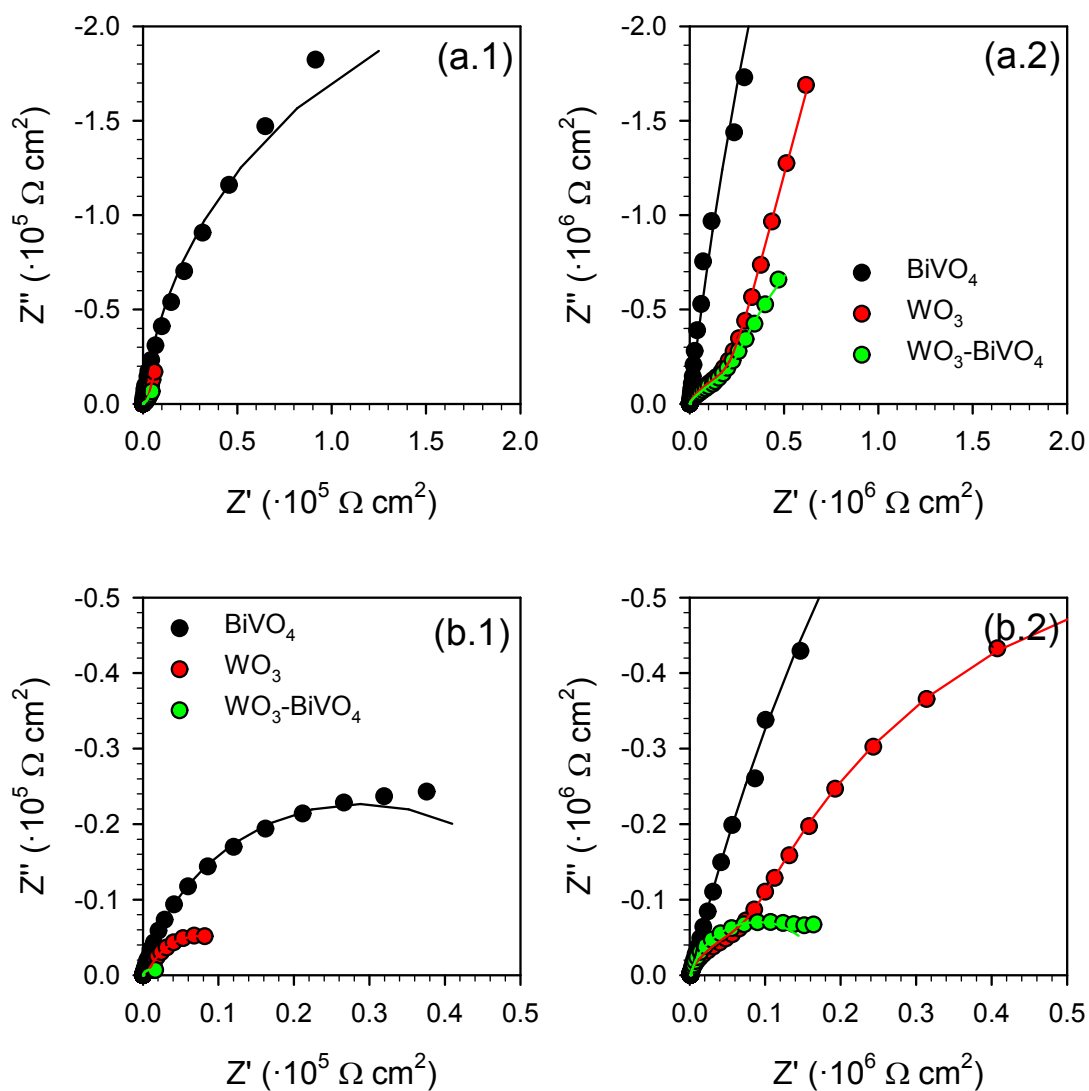 (a.1)
-2.0
-1.5
-1.0
-0.5
0.0
0.0 0.5 1.0 1.5 2.0
Z'' (·10⁵ Ω cm²)
Z' (·10⁵ Ω cm²)
(a.2)
-2.0
-1.5
-1.0
-0.5
0.0
0.0 0.5 1.0 1.5 2.0
Z'' (·10⁶ Ω cm²)
Z' (·10⁶ Ω cm²)
BiVO₄
WO₃
WO₃-BiVO₄
(b.1)
-0.5
-0.4
-0.3
-0.2
-0.1
0.0
0.0 0.1 0.2 0.3 0.4 0.5
Z'' (·10⁵ Ω cm²)
Z' (·10⁵ Ω cm²)
BiVO₄
WO₃
WO₃-BiVO₄
(b.2)
-0.5
-0.4
-0.3
-0.2
-0.1
0.0
0.0 0.1 0.2 0.3 0.4 0.5
Z'' (·10⁶ Ω cm²)
Z' (·10⁶ Ω cm²)